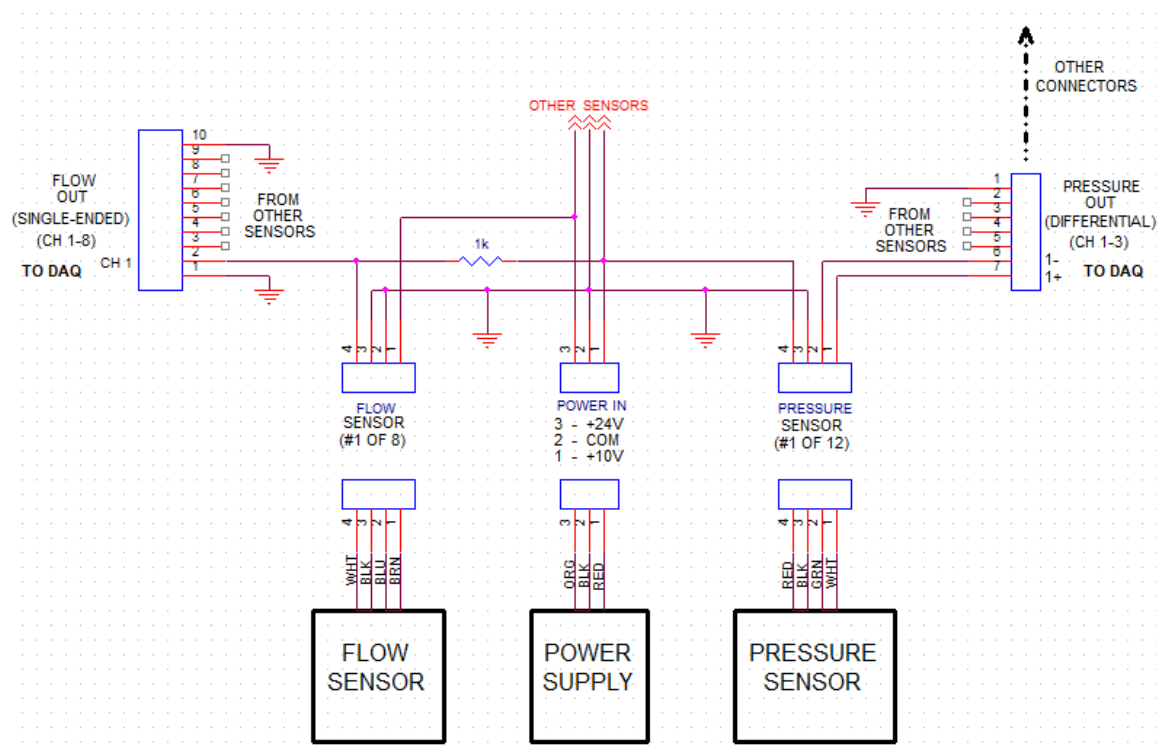 OTHER
CONNECTORS
OTHER SENSORS
10
9
8
7
6
5
4
3
2
1
FLOW
OUT
(SINGLE-ENDED)
(CH 1-8)
TO DAQ
CH 1
FROM
OTHER
SENSORS
1k
1
2
3
4
5
6
7
FROM
OTHER
SENSORS
PRESSURE
OUT
(DIFFERENTIAL)
(CH 1-3)
1-
1+
TO DAQ
4 3 2 1
3 2 1
4 3 2 1
FLOW
SENSOR
(#1 OF 8)
POWER IN
3 - +24V
2 - COM
1 - +10V
PRESSURE
SENSOR
(#1 OF 12)
4 3 2 1
3 2 1
4 3 2 1
WHT BLK BLU BRN
ORG BLK RED
RED BLK GRN WHT
FLOW
SENSOR
POWER
SUPPLY
PRESSURE
SENSOR